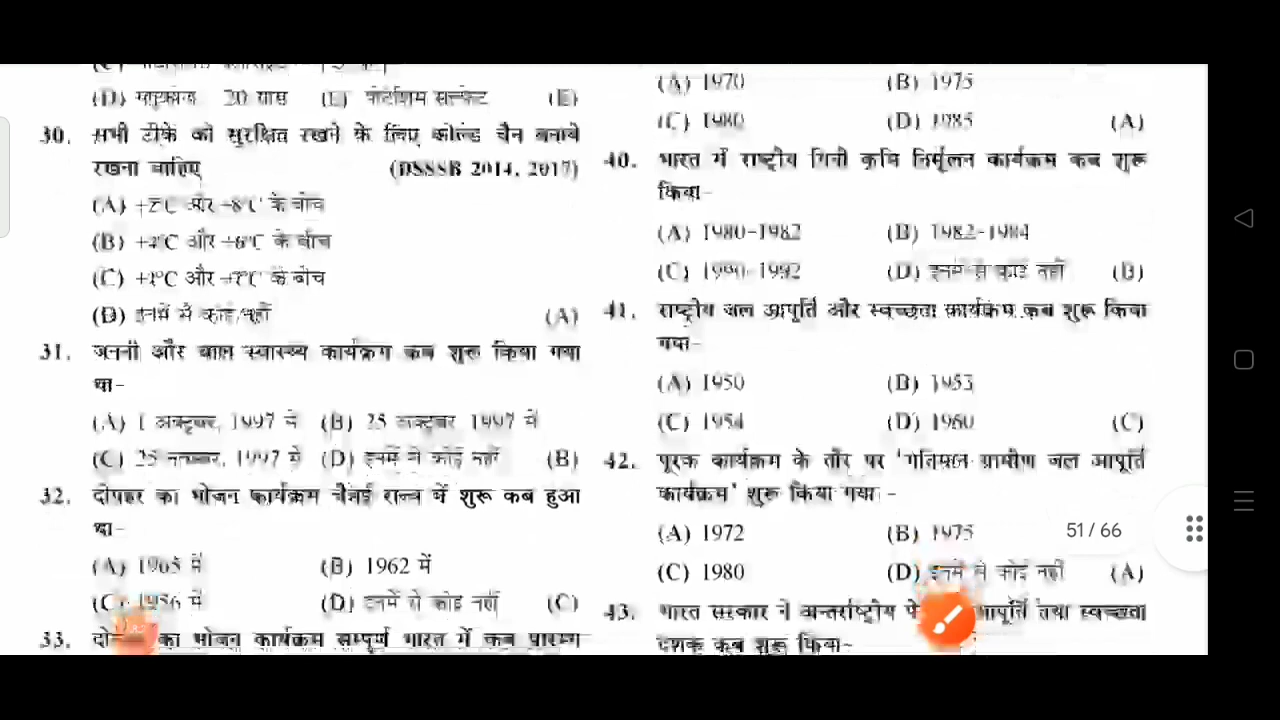 (D) 20 ग्राम (E) पोटाशियम सल्फेट (E)
30. सभी टीके को सुरक्षित रखने के लिए कोल्ड चैन बनाये
रखना चाहिए (DSSSB 2014, 2017)
(A) +2°C और +8°C के बीच
(B) और के बीच
(C) और के बीच
(D) इनमें से कोई नहीं (A)
31. जननी और बाल स्वास्थ्य कार्यक्रम कब शुरू किया गया
था–
(A) 1 अक्टूबर, 1997 में (B) 25 अक्टूबर 1997 में
(C) 25 नवम्बर, 1997 में (D) इनमें से कोई नहीं (B)
32. दोपहर का भोजन कार्यक्रम चैन्नई राज्य में शुरू कब हुआ
था–
(A) 1965 में (B) 1962 में
(C) 1956 में (D) इनमें से कोई नहीं (C)
33. का भोजन कार्यक्रम सम्पूर्ण भारत में कब प्रारम्भ
(A) 1970 (B) 1975
(C) 1980 (D) 1985 (A)
40. भारत में राष्ट्रीय गिनी कृमि निर्मूलन कार्यक्रम कब शुरू
किया–
(A) 1980-1982 (B) 1982-1984
(C) 1990-1992 (D) इनमें से कोई नहीं (B)
41. राष्ट्रीय जल आपूर्ति और स्वच्छता कार्यक्रम कब शुरू किया
गया–
(A) 1950 (B) 1953
(C) 1954 (D) 1960 (C)
42. पूरक कार्यक्रम के तौर पर 'गतिमान ग्रामीण जल आपूर्ति
कार्यक्रम' शुरू किया गया –
(A) 1972 (B) 1975
51 / 66
(C) 1980 (D) इनमें से कोई नहीं (A)
43. भारत सरकार ने अन्तर्राष्ट्रीय तथा स्वच्छता
दशक कब शुरू किया–